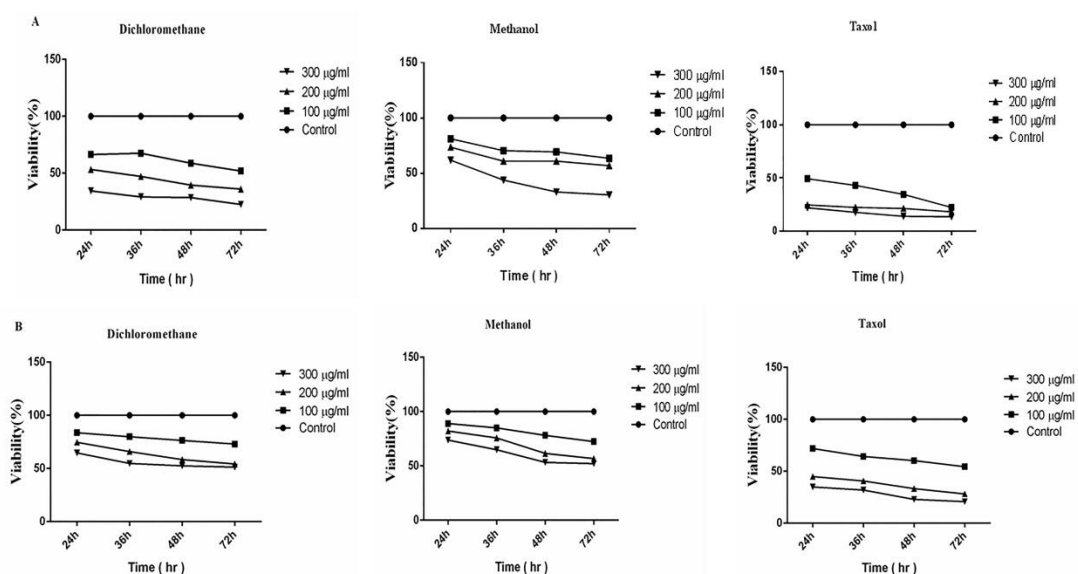 A
Dichloromethane
150
100
50
0
Viability(%)
24h
36h
48h
72h
Time ( hr )
300 µg/ml
200 µg/ml
100 µg/ml
Control
Methanol
150
100
50
0
Viability(%)
24h
36h
48h
72h
Time ( hr )
300 µg/ml
200 µg/ml
100 µg/ml
Control
Taxol
150
100
50
0
Viability(%)
24h
36h
48h
72h
Time ( hr )
300 µg/ml
200 µg/ml
100 µg/ml
Control
B
Dichloromethane
150
100
50
0
Viability(%)
24h
36h
48h
72h
Time ( hr )
300 µg/ml
200 µg/ml
100 µg/ml
Control
Methanol
150
100
50
0
Viability(%)
24h
36h
48h
72h
Time ( hr )
300 µg/ml
200 µg/ml
100 µg/ml
Control
Taxol
150
100
50
0
Viability(%)
24h
36h
48h
72h
Time ( hr )
300 µg/ml
200 µg/ml
100 µg/ml
Control